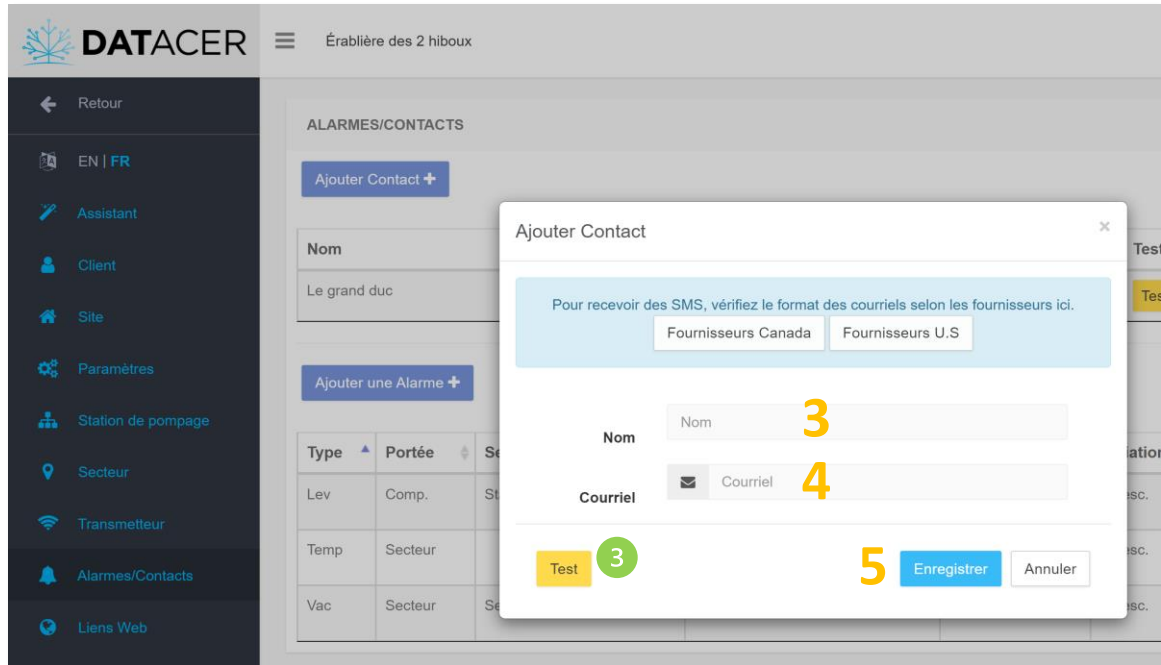 DATACER
Érablière des 2 hiboux
Retour
EN | FR
Assistant
Client
Site
Paramètres
Station de pompage
Secteur
Transmetteur
Alarmes/Contacts
Liens Web
ALARMES/CONTACTS
Ajouter Contact +
Nom
Test
Le grand duc
Ajouter une Alarme +
Type Portée
Lev Comp.
Temp Secteur
Vac Secteur
Ajouter Contact ×
Pour recevoir des SMS, vérifiez le format des courriels selon les fournisseurs ici.
Fournisseurs Canada Fournisseurs U.S
Nom Nom 3
Courriel Courriel 4
Test 3 5 Enregistrer Annuler